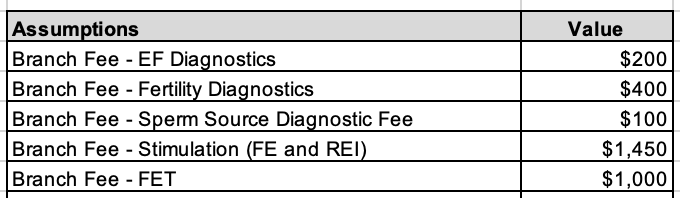 Assumptions Value
Branch Fee - EF Diagnostics $200
Branch Fee - Fertility Diagnostics $400
Branch Fee - Sperm Source Diagnostic Fee $100
Branch Fee - Stimulation (FE and REI) $1,450
Branch Fee - FET $1,000